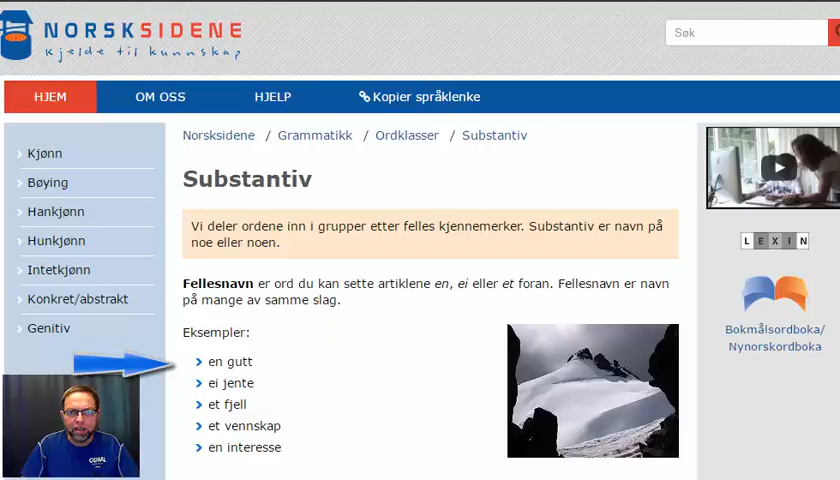 NORSKSIDENE
kjelde til kunnskap
Søk
HJEM
OM OSS
HJELP
Kopier språklenke
Kjønn
Bøying
Hankjønn
Hunkjønn
Intetkjønn
Konkret/abstrakt
Genitiv
Norsksidene / Grammatikk / Ordklasser / Substantiv
Substantiv
Vi deler ordene inn i grupper etter felles kjennemerker. Substantiv er navn på
noe eller noen.
Fellesnavn er ord du kan sette artiklene en, ei eller et foran. Fellesnavn er navn
på mange av samme slag.
Eksempler:
en gutt
ei jente
et fjell
et vennskap
en interesse
LEXIN
Bokmålsordboka/
Nynorskordboka